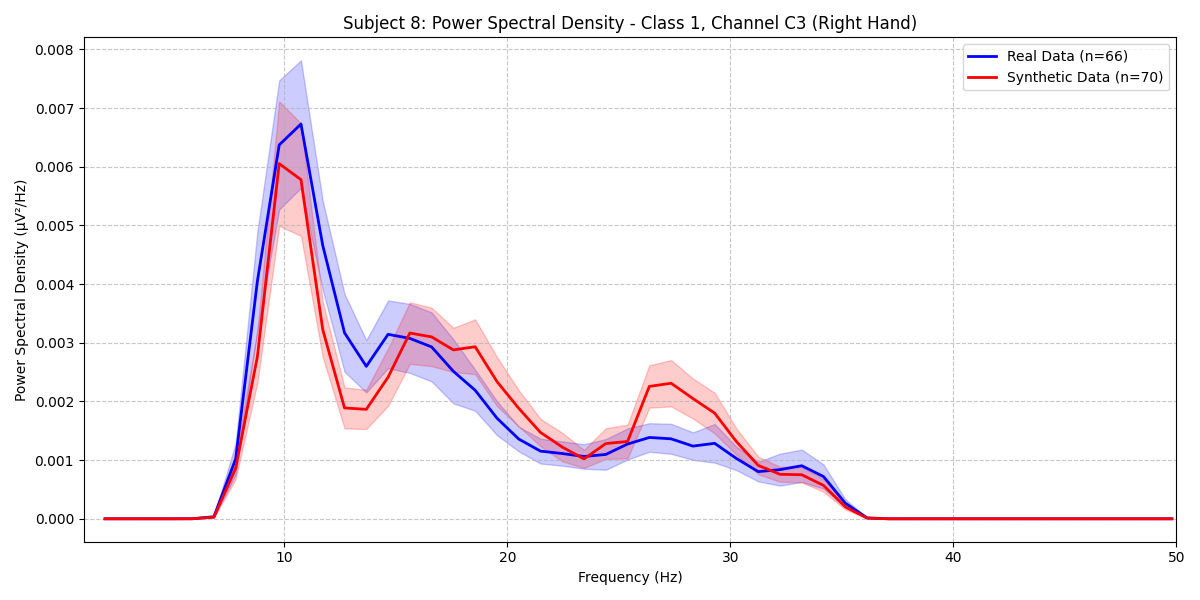 Subject 8: Power Spectral Density - Class 1, Channel C3 (Right Hand)
Real Data (n=66)
Synthetic Data (n=70)
Power Spectral Density (μV²/Hz)
0.008
0.007
0.006
0.005
0.004
0.003
0.002
0.001
0.000
10 20 30 40 50
Frequency (Hz)